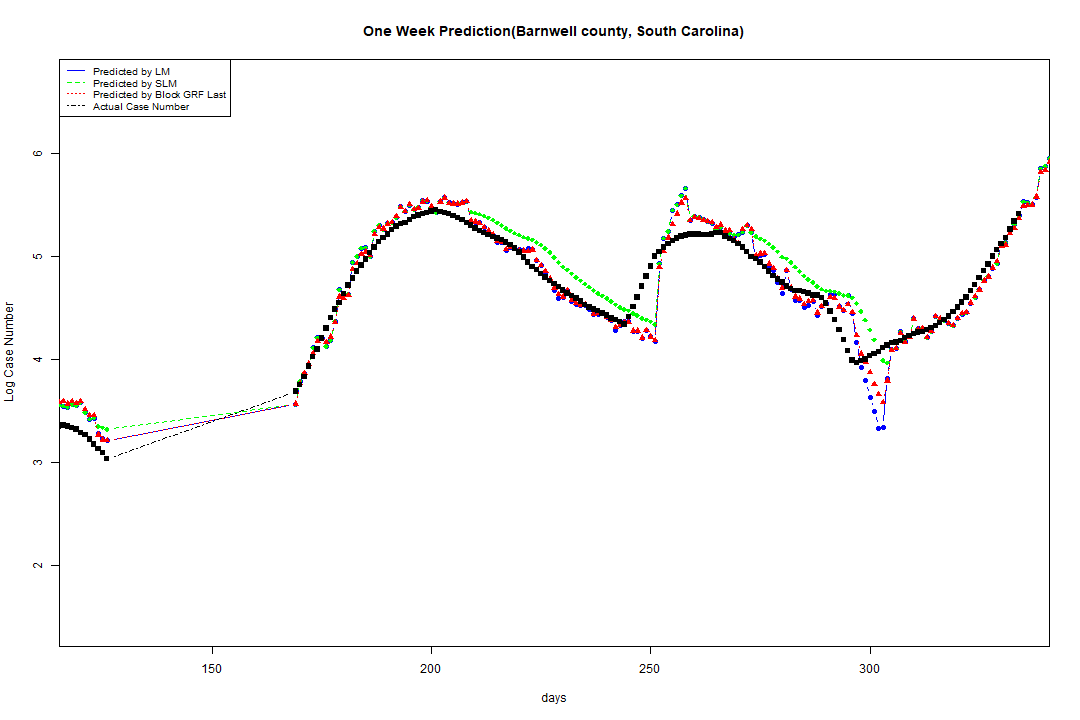 One Week Prediction(Barnwell county, South Carolina)
Predicted by LM
Predicted by SLM
Predicted by Block GRF Last
Actual Case Number
Log Case Number
6
5
4
3
2
150
200
250
300
days